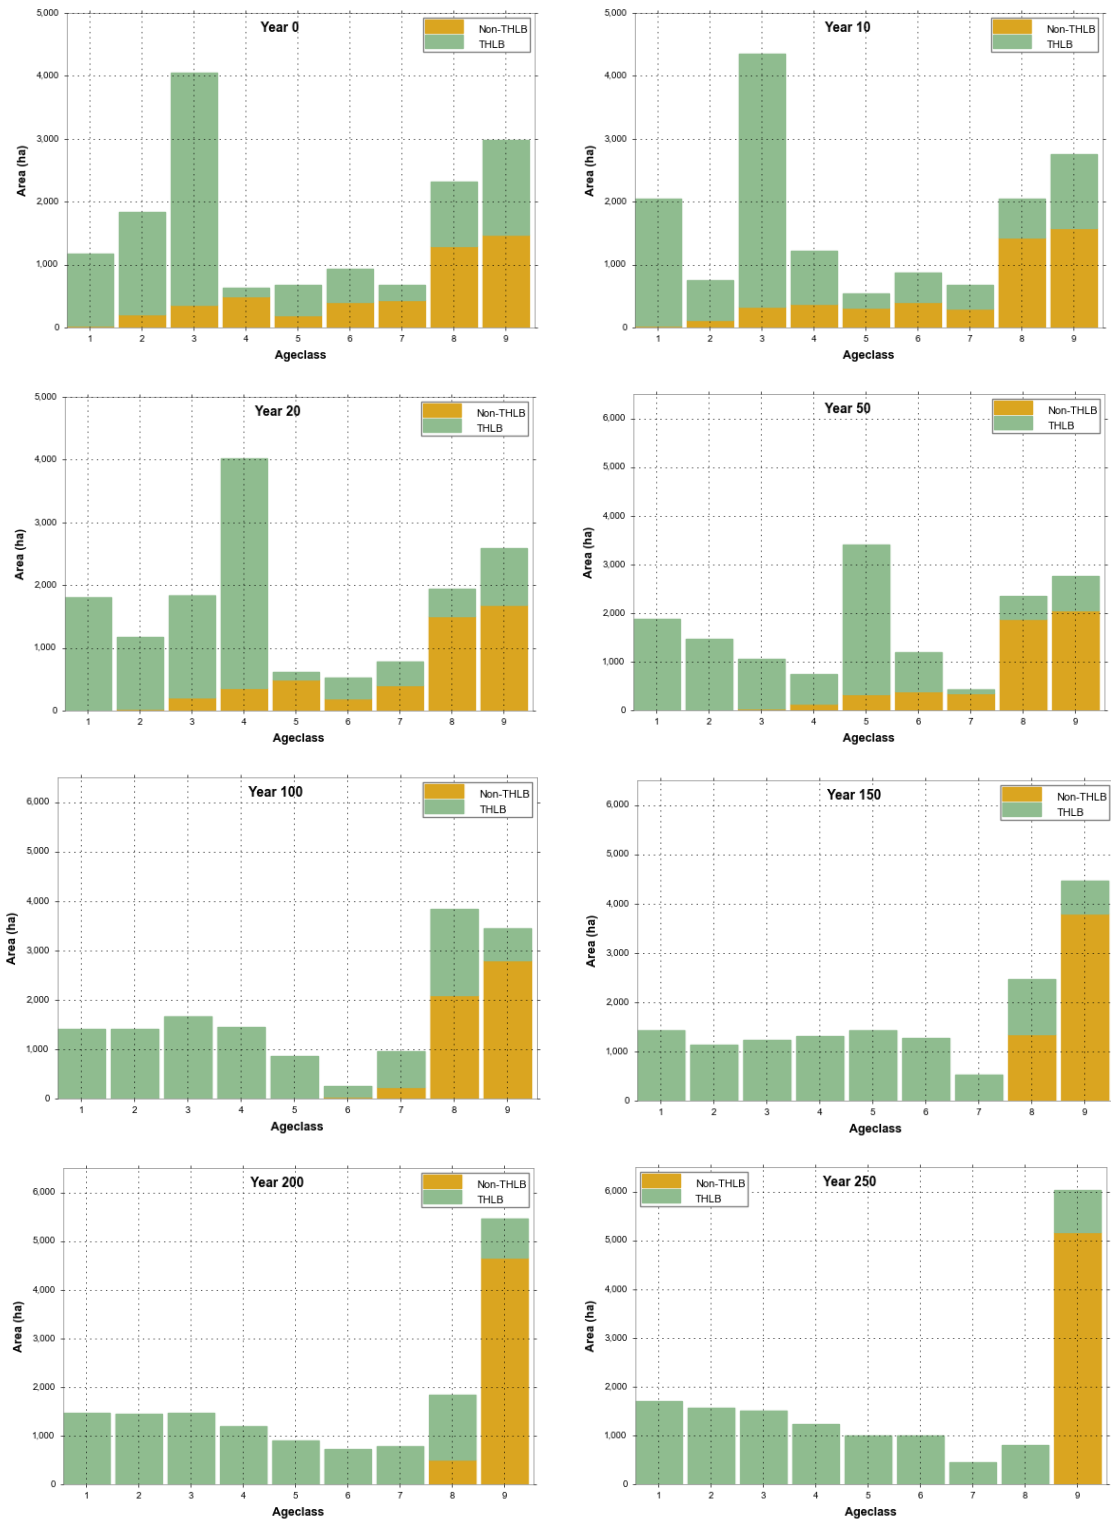 Year 0
Non-THLB
THLB
5,000
4,000
3,000
2,000
1,000
0
Area (ha)
1 2 3 4 5 6 7 8 9
Ageclass
Year 10
Non-THLB
THLB
5,000
4,000
3,000
2,000
1,000
0
Area (ha)
1 2 3 4 5 6 7 8 9
Ageclass
Year 20
Non-THLB
THLB
5,000
4,000
3,000
2,000
1,000
0
Area (ha)
1 2 3 4 5 6 7 8 9
Ageclass
Year 50
Non-THLB
THLB
6,000
5,000
4,000
3,000
2,000
1,000
0
Area (ha)
1 2 3 4 5 6 7 8 9
Ageclass
Year 100
Non-THLB
THLB
6,000
5,000
4,000
3,000
2,000
1,000
0
Area (ha)
1 2 3 4 5 6 7 8 9
Ageclass
Year 150
Non-THLB
THLB
6,000
5,000
4,000
3,000
2,000
1,000
0
Area (ha)
1 2 3 4 5 6 7 8 9
Ageclass
Year 200
Non-THLB
THLB
6,000
5,000
4,000
3,000
2,000
1,000
0
Area (ha)
1 2 3 4 5 6 7 8 9
Ageclass
Year 250
Non-THLB
THLB
6,000
5,000
4,000
3,000
2,000
1,000
0
Area (ha)
1 2 3 4 5 6 7 8 9
Ageclass